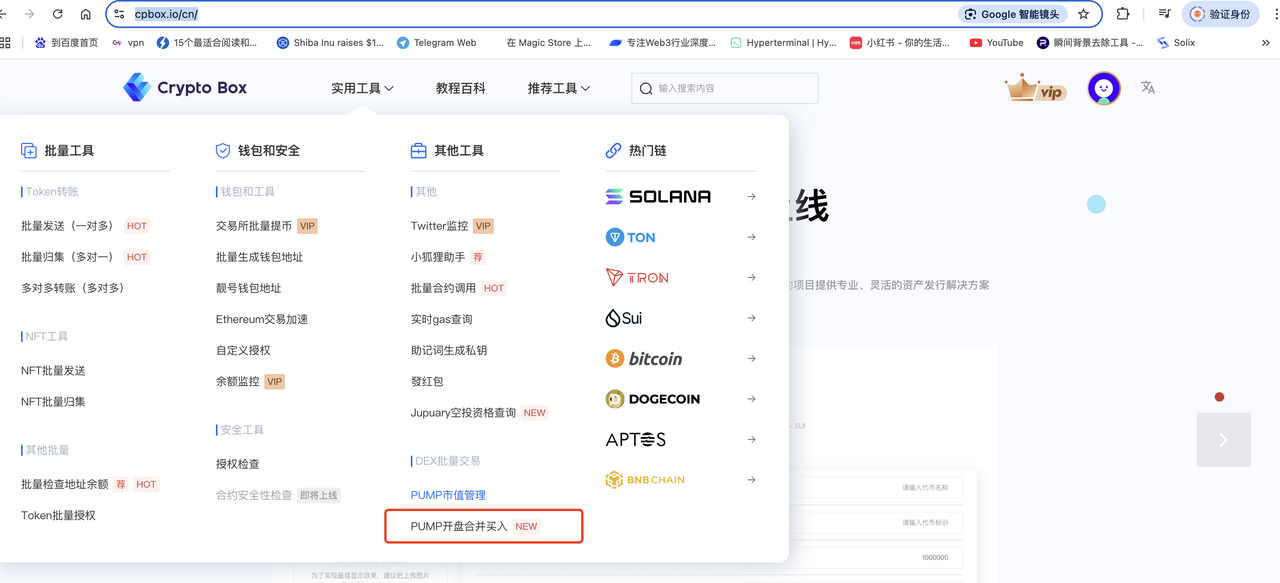 cpbox.io/cn/
Google 智能镜头
验证身份
到百度首页
vpn
15个最适合阅读和...
Shiba Inu raises $1...
Telegram Web
在 Magic Store 上...
专注Web3行业深度...
Hyperterminal | Hy...
小红书 - 你的生活...
YouTube
瞬间背景去除工具 -...
Solix
Crypto Box
实用工具
教程百科
推荐工具
输入搜索内容
vip
批量工具
Token转账
批量发送（一对多） HOT
批量归集（多对一） HOT
多对多转账（多对多）
NFT工具
NFT批量发送
NFT批量归集
其他批量
批量检查地址余额 荐 HOT
Token批量授权
钱包和安全
钱包和工具
交易所批量提币 VIP
批量生成钱包地址
靓号钱包地址
Ethereum交易加速
自定义授权
余额监控 VIP
安全工具
授权检查
合约安全性检查 即将上线
其他工具
其他
Twitter监控 VIP
小狐狸助手 荐
批量合约调用 HOT
实时gas查询
助记词生成私钥
發红包
Jupuary空投资格查询 NEW
DEX批量交易
PUMP市值管理
PUMP开盘合并买入 NEW
热门链
SOLANA
TON
TRON
Sui
bitcoin
DOGECOIN
APTOS
BNB CHAIN
线
项目提供专业、灵活的资产发行解决方案
SUI
请输入代币名称
请输入代币标识
1000000
为了实现最佳显示效果，建议把上传图片